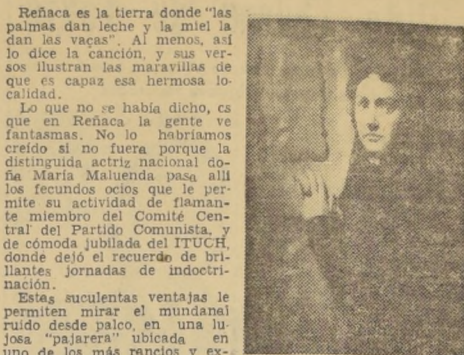 Reñaca es la tierra donde "las
palmas dan leche y la miel la
dan las vacas". Al menos, así
lo dice la canción, y sus ver-
sos ilustran las maravillas de
que es capaz esa hermosa lo-
calidad.
Lo que no se había dicho, es
que en Reñaca la gente ve
fantasmas. No lo habríamos
creído si no fuera porque la
distinguida actriz nacional do-
ña María Maluenda pasa allí
los fecundos ocios que le per-
mite su actividad de flaman-
te miembro del Comité Cen-
tral del Partido Comunista, y
de cómoda jubilada del ITUCH,
donde dejó el recuerdo de bri-
llantes jornadas de indoctri-
nación.
Estas suculentas ventajas le
permiten mirar el mundanal
ruido desde palco, en una lu-
josa "pajarera" ubicada en
uno de los más rancios y ex-